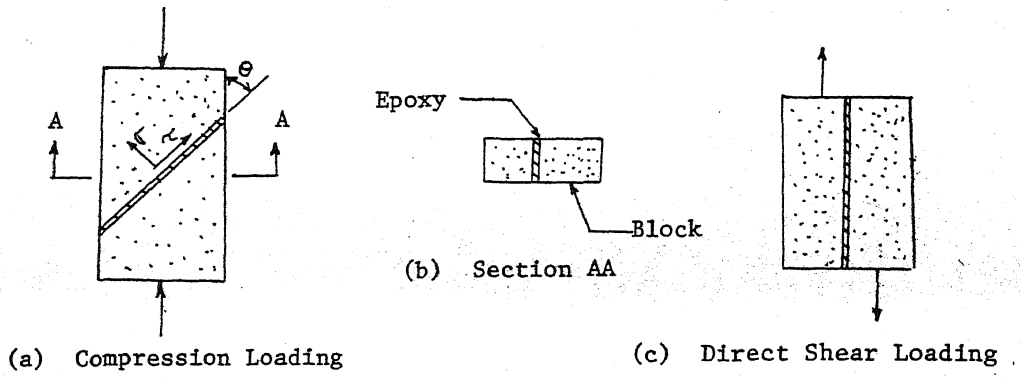 θ
A
A
σ
τ
Epoxy
Block
(b) Section AA
(a) Compression Loading
(c) Direct Shear Loading